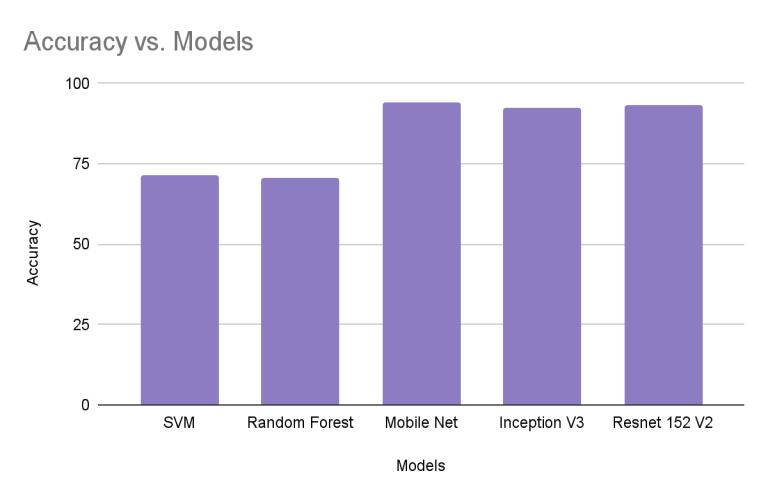 Accuracy vs. Models
100
75
50
25
0
Accuracy
SVM
Random Forest
Mobile Net
Inception V3
Resnet 152 V2
Models